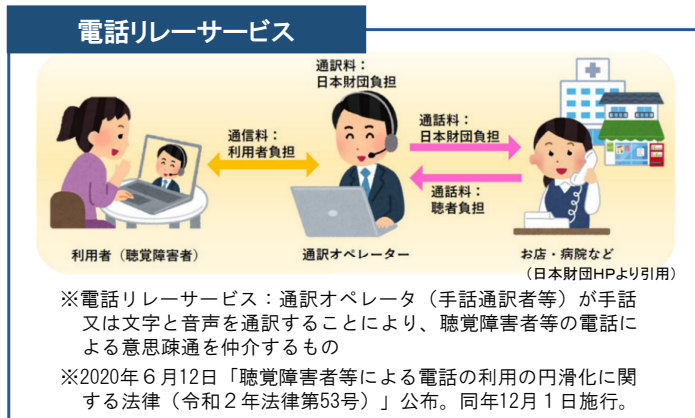 電話リレーサービス
通訳料：
日本財団負担
通信料：
利用者負担
通話料：
日本財団負担
通話料：
聴者負担
利用者（聴覚障害者）
通訳オペレーター
お店・病院など
（日本財団HPより引用）
※電話リレーサービス：通訳オペレータ（手話通訳者等）が手話
又は文字と音声を通訳することにより、聴覚障害者等の電話に
よる意思疎通を仲介するもの
※2020年６月12日「聴覚障害者等による電話の利用の円滑化に関
する法律（令和２年法律第53号）」公布。同年12月１日施行。